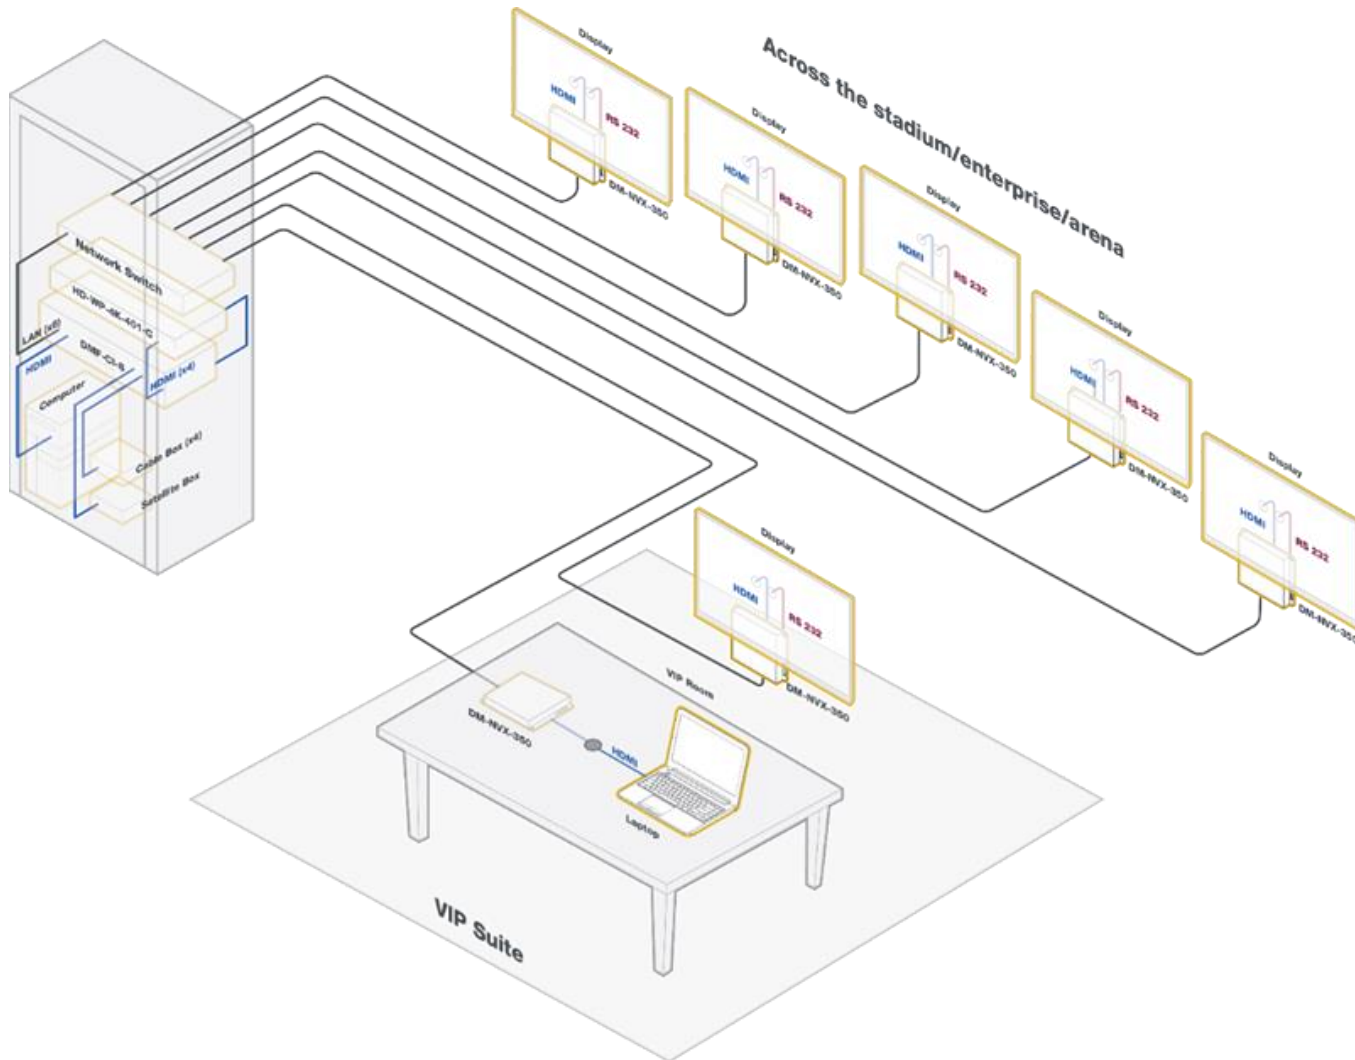 Across the stadium/enterprise/arena
Display
HDMI
RS 232
DM-NVX-350
Display
HDMI
RS 232
DM-NVX-350
Display
HDMI
RS 232
DM-NVX-350
Display
HDMI
RS 232
DM-NVX-350
Display
HDMI
RS 232
DM-NVX-350
Network Switch
HD-WP-4K-401-C
LAN (x6)
DMF-CI-8
HDMI
HDMI (x4)
Computer
Cable Box (x4)
Satellite Box
Display
HDMI
RS 232
DM-NVX-350
VIP Room
DM-NVX-350
HDMI
Laptop
VIP Suite